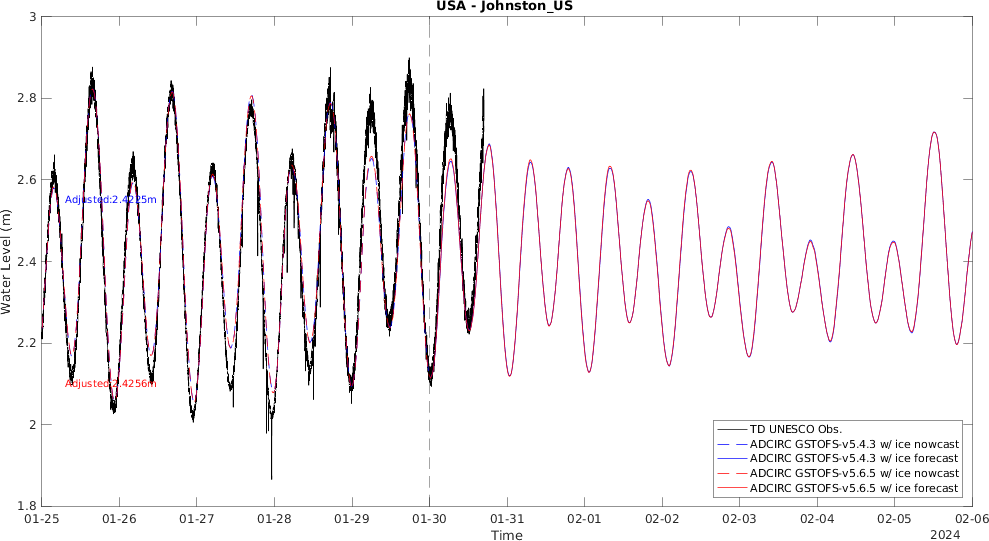 USA - Johnston_US
3
2.8
2.6
2.4
2.2
2
1.8
Water Level (m)
Adjusted:2.4225m
Adjusted:2.4256m
TD UNESCO Obs.
ADCIRC GSTOFS-v5.4.3 w/ ice nowcast
ADCIRC GSTOFS-v5.4.3 w/ ice forecast
ADCIRC GSTOFS-v5.6.5 w/ ice nowcast
ADCIRC GSTOFS-v5.6.5 w/ ice forecast
01-25 01-26 01-27 01-28 01-29 01-30 01-31 02-01 02-02 02-03 02-04 02-05 02-06
Time
2024